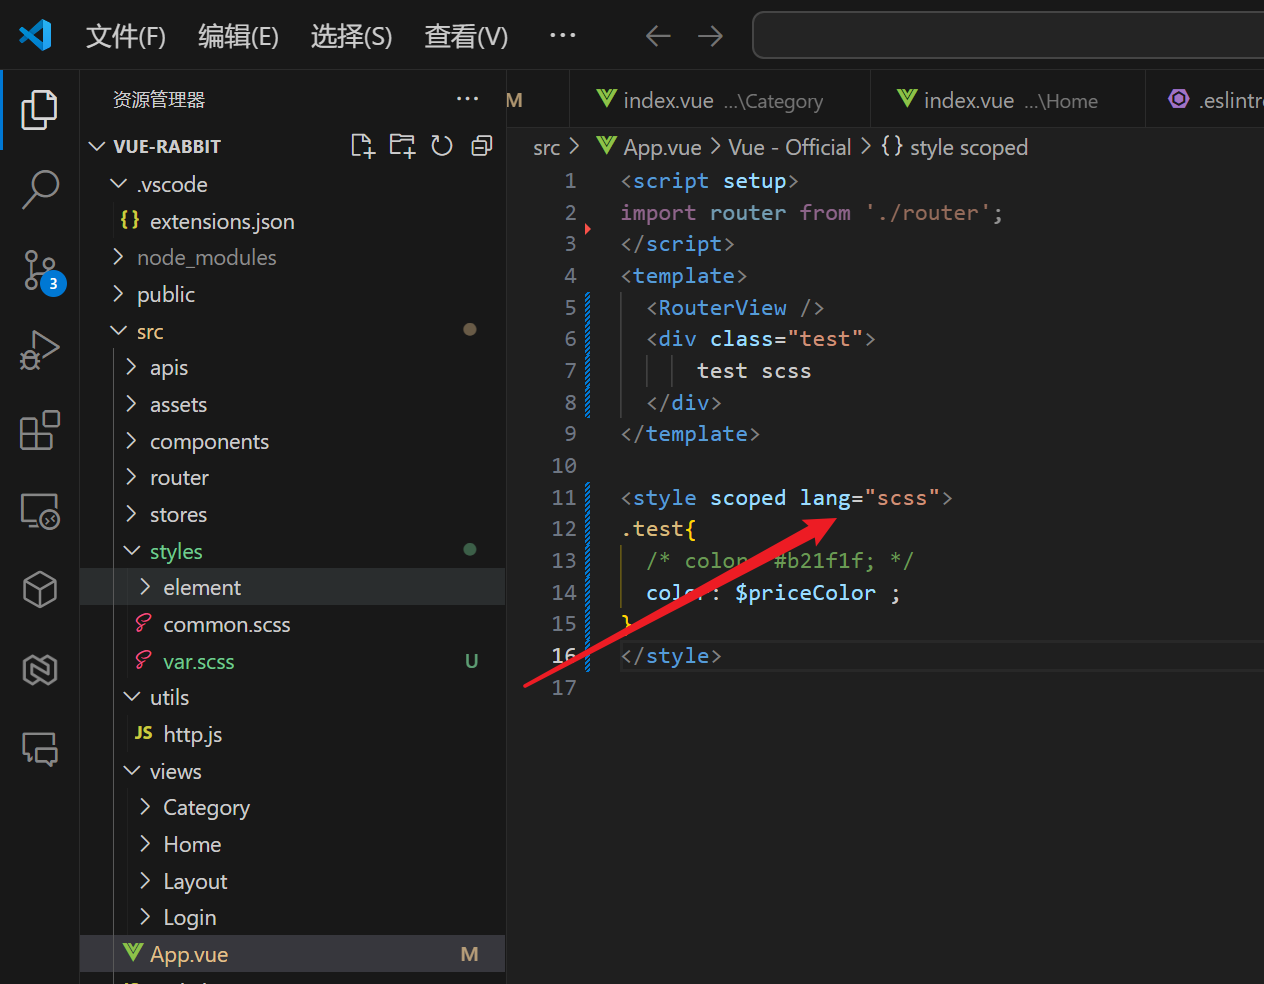 文件(F) 编辑(E) 选择(S) 查看(V) ···
资源管理器 ···
M index.vue ...\Category index.vue ...\Home .eslintr
VUE-RABBIT
.vscode
{} extensions.json
node_modules
public
src
apis
assets
components
router
stores
styles
element
common.scss
var.scss U
utils
JS http.js
views
Category
Home
Layout
Login
App.vue M
3
src > App.vue > Vue - Official > {} style scoped
1 <script setup>
2 import router from './router';
3 </script>
4 <template>
5 <RouterView />
6 <div class="test">
7 test scss
8 </div>
9 </template>
10
11 <style scoped lang="scss">
12 .test{
13 /* color: #b21f1f; */
14 color: $priceColor ;
15 }
16 </style>
17